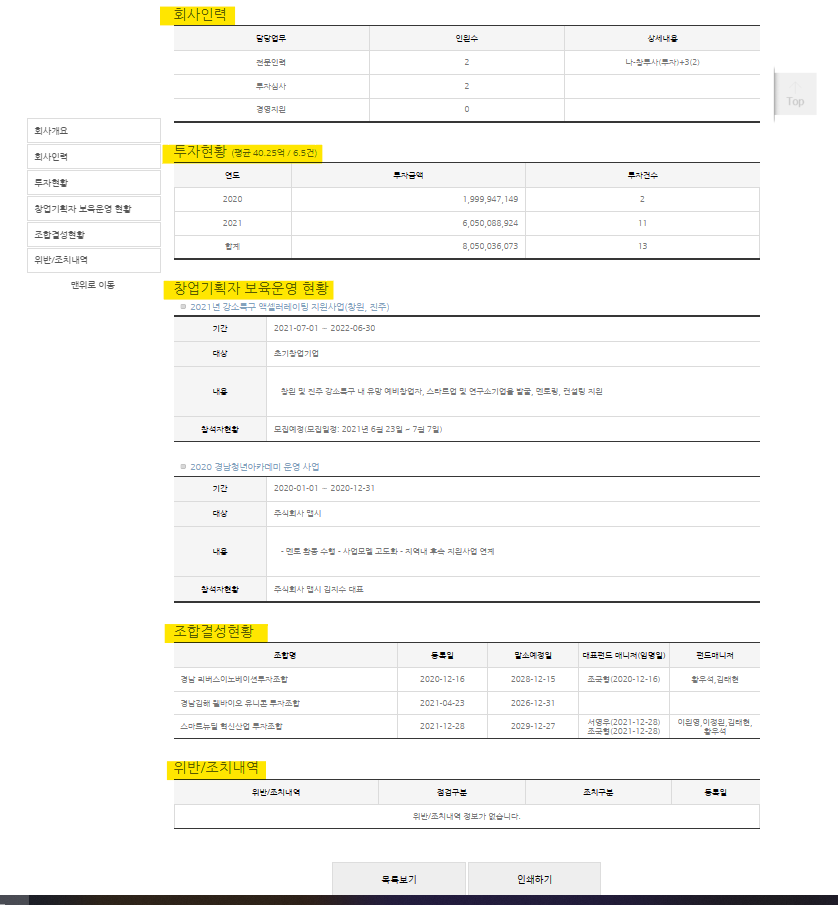 회사인력
담당업무 인원수 상세내용
전문인력 2 나-창투사(투자)+3(2)
투자심사 2
경영지원 0
Top
회사개요
회사인력
투자현황
창업기획자 보육운영 현황
조합결성현황
위반/조치내역
맨위로 이동
투자현황 (평균 40.25억 / 6.5건)
연도 투자금액 투자건수
2020 1,999,947,149 2
2021 6,050,088,924 11
합계 8,050,036,073 13
창업기획자 보육운영 현황
2021년 강소특구 액셀러레이팅 지원사업(창원, 진주)
기간 2021-07-01 ~ 2022-06-30
대상 초기창업기업
내용 창원 및 진주 강소특구 내 유망 예비창업자, 스타트업 및 연구소기업을 발굴, 멘토링, 컨설팅 지원
참석자현황 모집예정(모집일정: 2021년 6월 23일 ~ 7월 7일)
2020 경남청년아카데미 운영 사업
기간 2020-01-01 ~ 2020-12-31
대상 주식회사 맵시
내용 - 멘토 활동 수행 - 사업모델 고도화 - 지역내 후속 지원사업 연계
참석자현황 주식회사 맵시 김지수 대표
조합결성현황
조합명 등록일 말소예정일 대표펀드 매니저(임명일) 펀드매니저
경남 리버스이노베이션투자조합 2020-12-16 2028-12-15 조국형(2020-12-16) 황우석,김태현
경남김해 웰바이오 유니콘 투자조합 2021-04-23 2026-12-31
스마트뉴딜 혁신산업 투자조합 2021-12-28 2029-12-27 서명우(2021-12-28) 이원영,이정원,김태현,
조국형(2021-12-28) 황우석
위반/조치내역
위반/조치내역 점검구분 조치구분 등록일
위반/조치내역 정보가 없습니다.
목록보기 인쇄하기